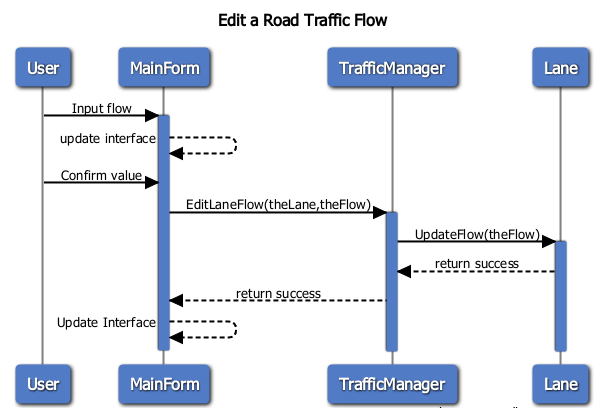 Edit a Road Traffic Flow
User MainForm TrafficManager Lane
Input flow
update interface
Confirm value
EditLaneFlow(theLane,theFlow)
UpdateFlow(theFlow)
return success
return success
Update Interface
User MainForm TrafficManager Lane